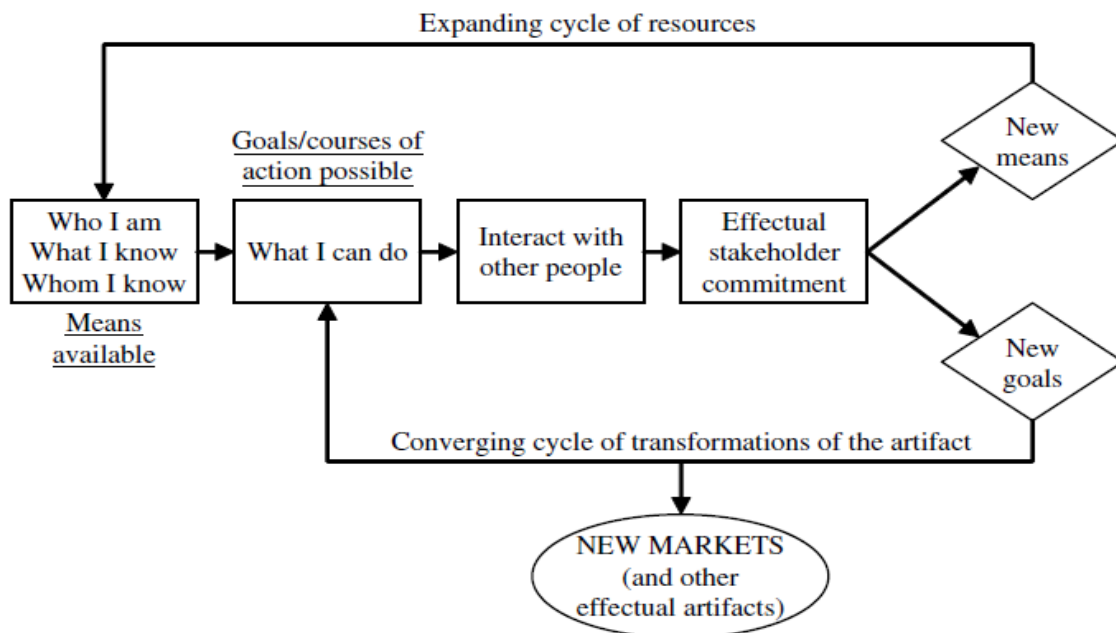 Expanding cycle of resources
New
means
Goals/courses of
action possible
Who I am
What I know
Whom I know
What I can do
Interact with
other people
Effectual
stakeholder
commitment
Means
available
New
goals
Converging cycle of transformations of the artifact
NEW MARKETS
(and other
effectual artifacts)